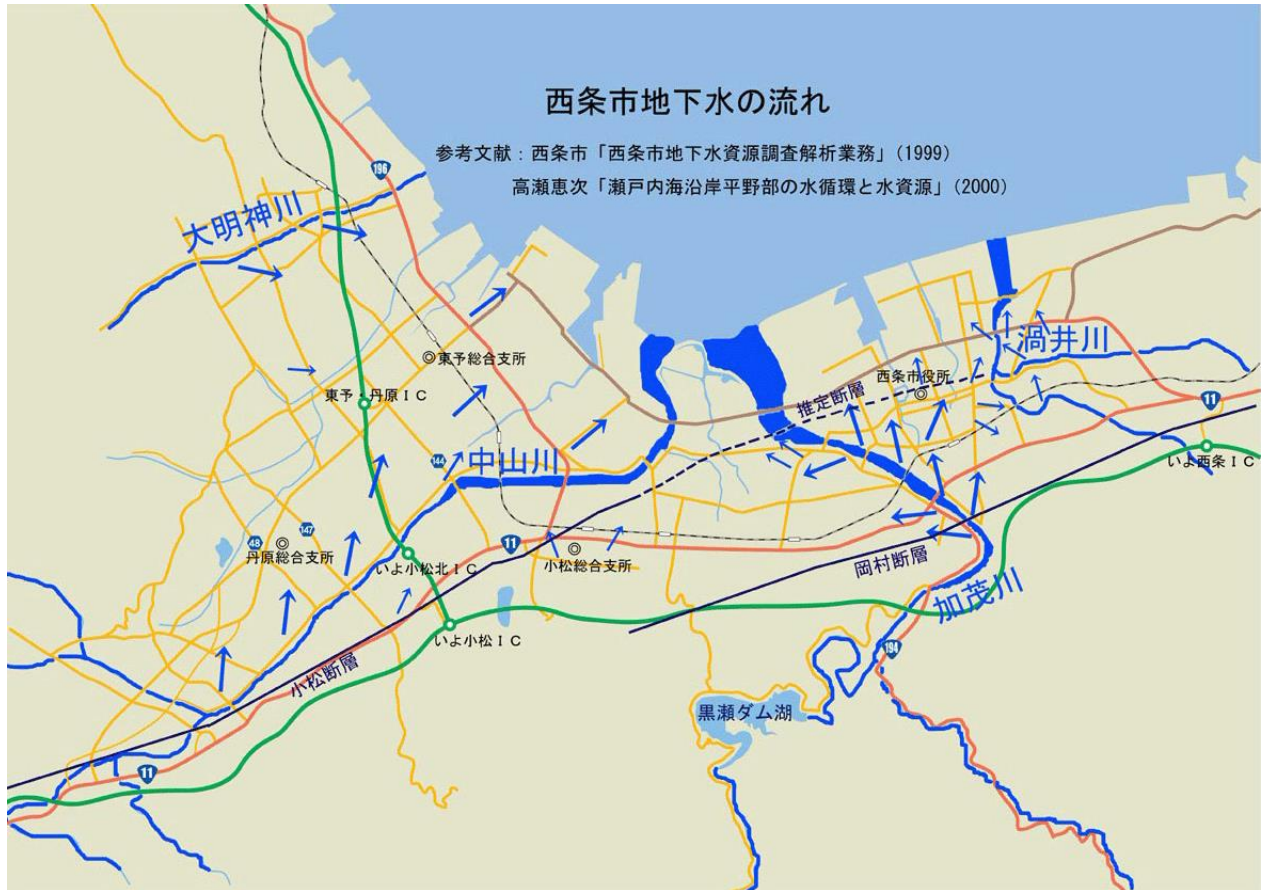 西条市地下水の流れ
参考文献：西条市「西条市地下水資源調査解析業務」(1999)
高瀬恵次「瀬戸内海沿岸平野部の水循環と水資源」(2000)
196
大明神川
渦井川
東予総合支所
西条市役所
東予・丹原IC
推定断層
11
中山川
144
いよ西条IC
147
48
丹原総合支所
11
いよ小松北IC
小松総合支所
岡村断層
加茂川
いよ小松IC
194
小松断層
黒瀬ダム湖
11